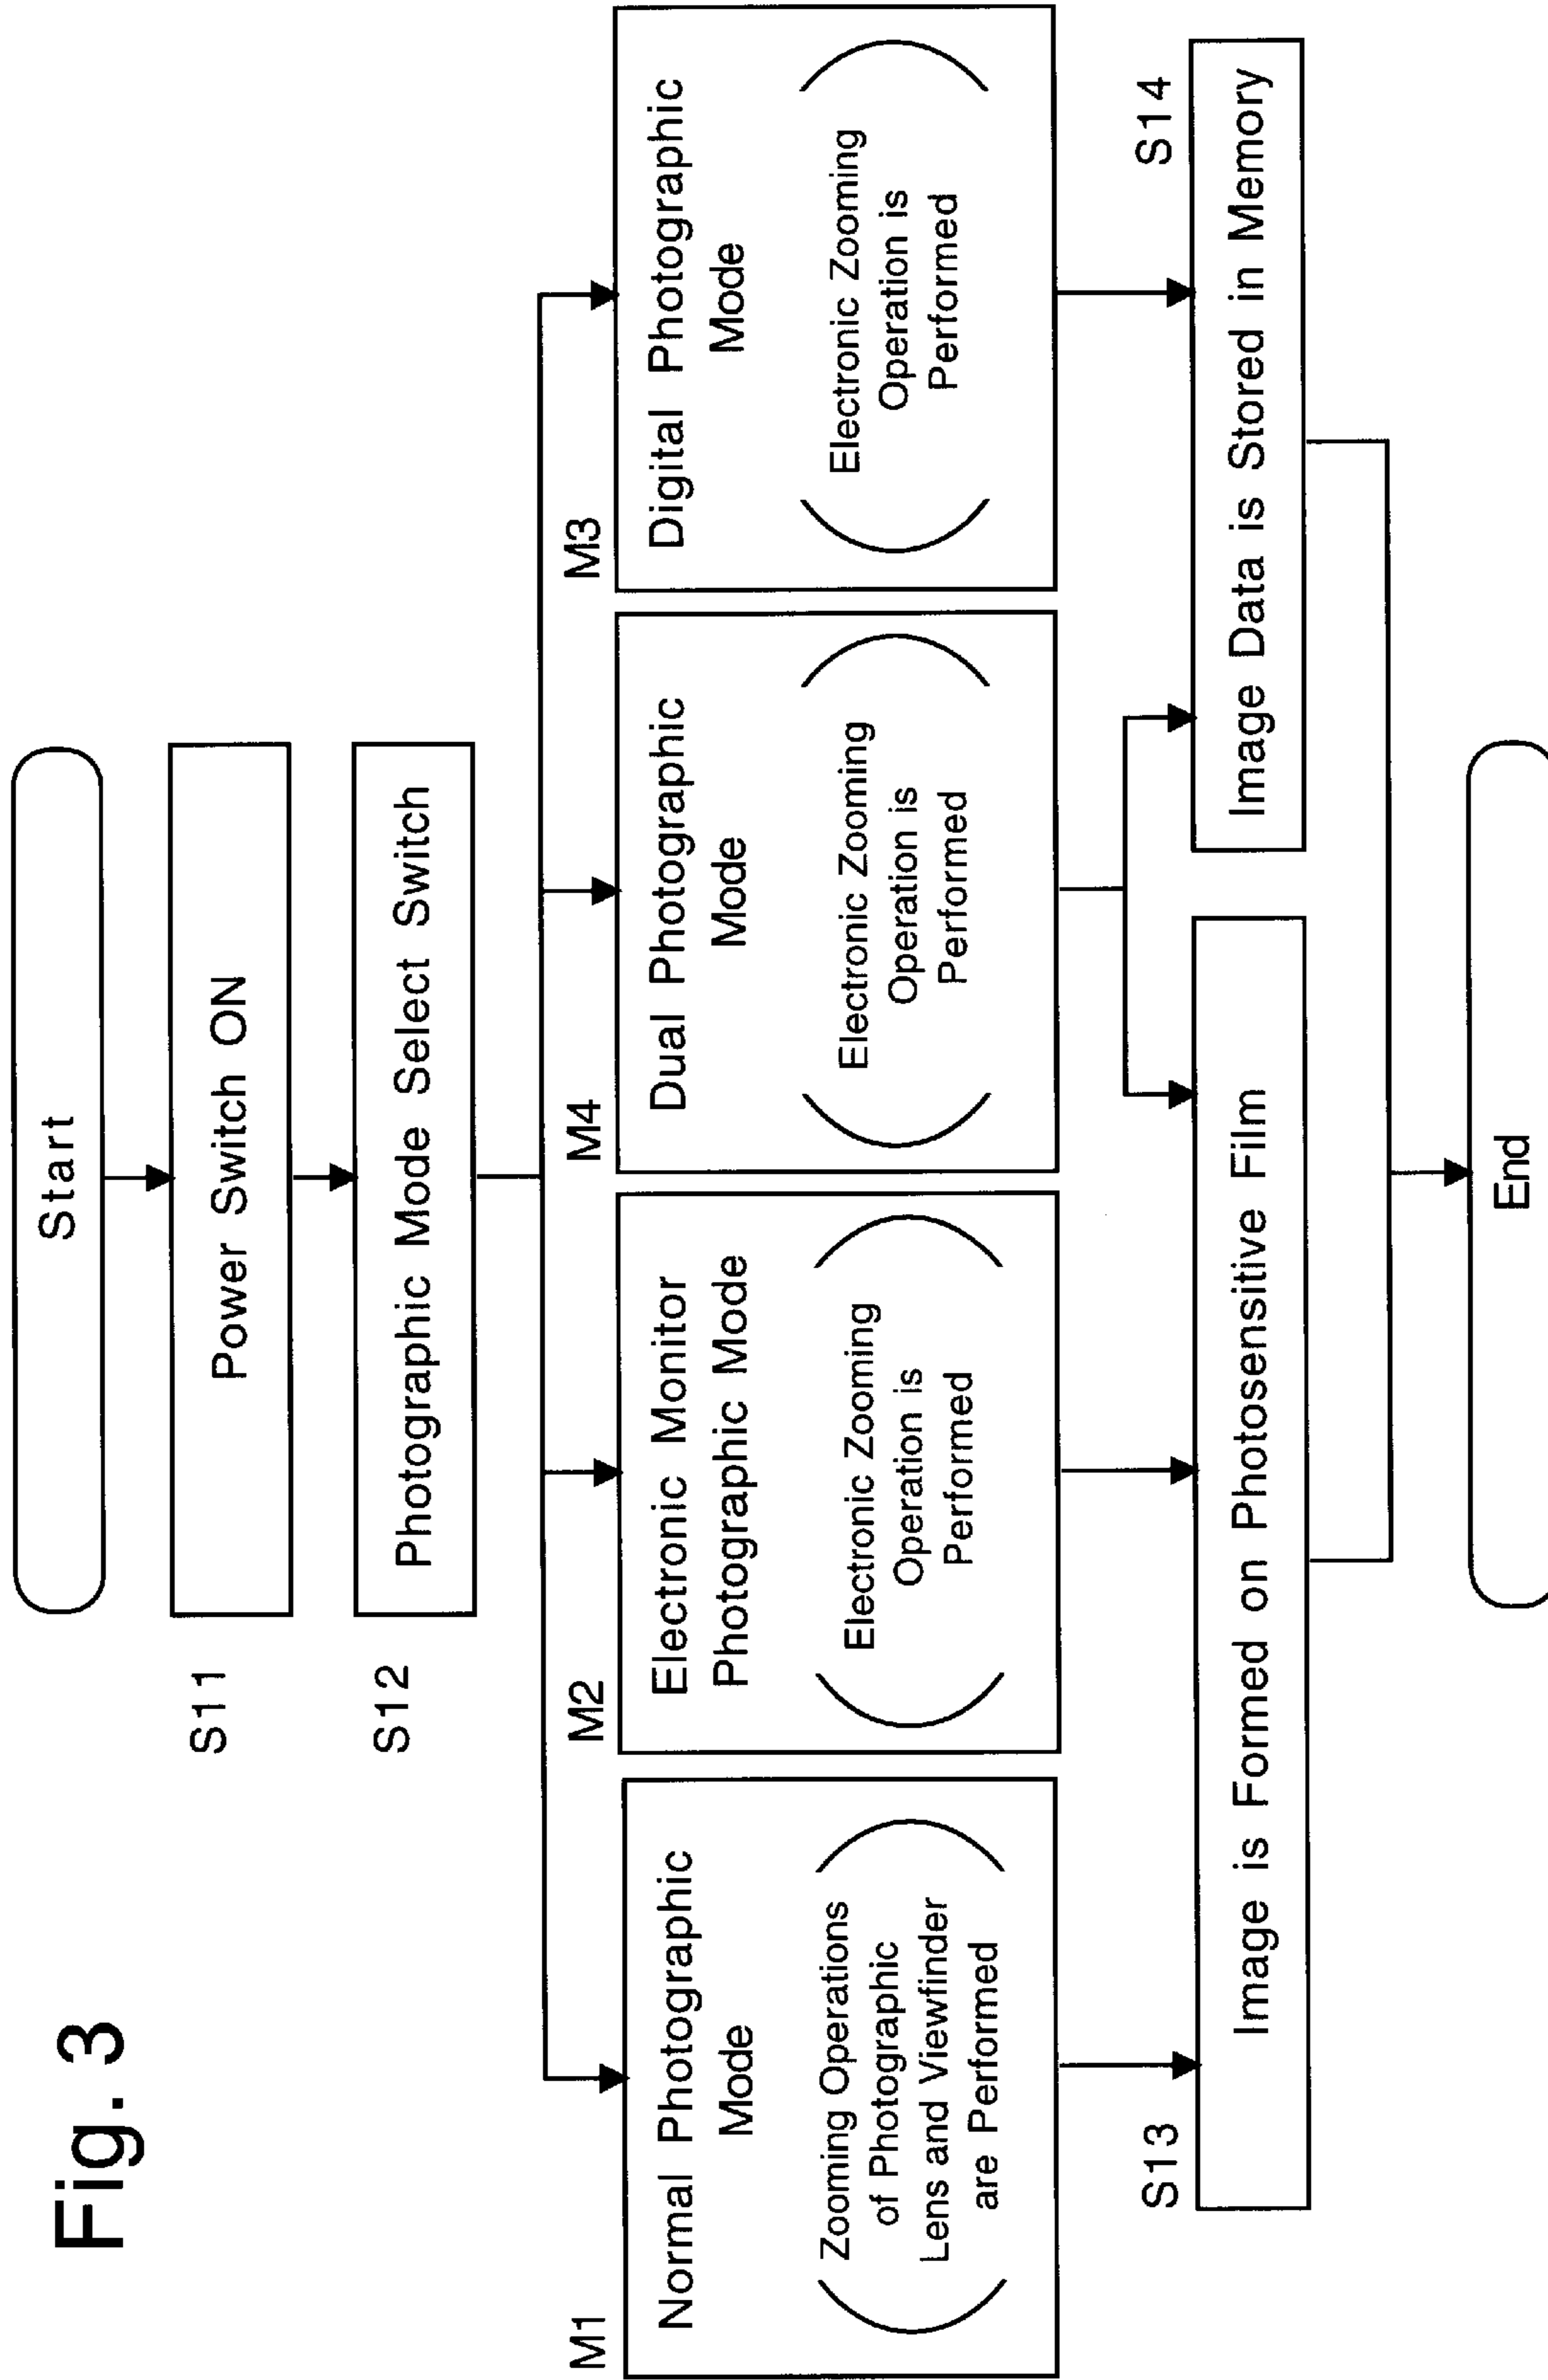 Fig. 3
Start
S11
Power Switch ON
S12
Photographic Mode Select Switch
M1
Normal Photographic
Mode
Zooming Operations
of Photographic
Lens and Viewfinder
are Performed
M2
Electronic Monitor
Photographic Mode
Electronic Zooming
Operation is
Performed
M4
Dual Photographic
Mode
Electronic Zooming
Operation is
Performed
M3
Digital Photographic
Mode
Electronic Zooming
Operation is
Performed
S13
Image is Formed on Photosensitive Film
S14
Image Data is Stored in Memory
End